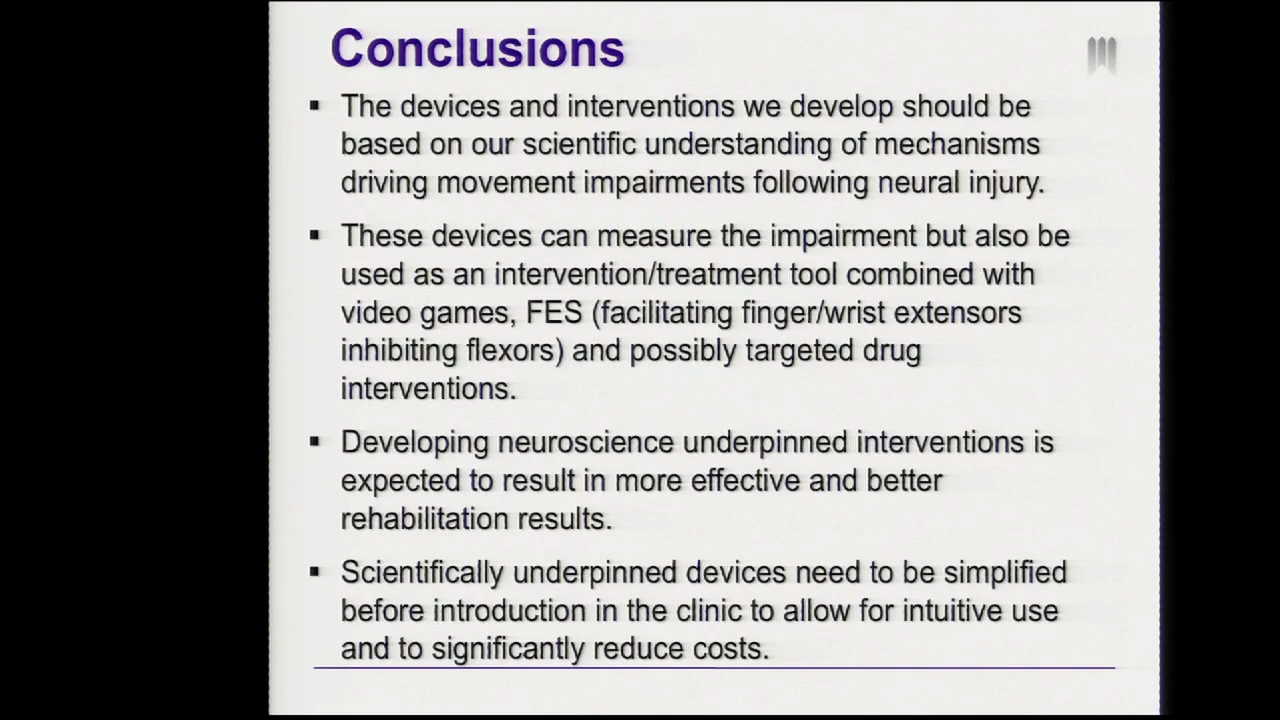 Conclusions
▪ The devices and interventions we develop should be
based on our scientific understanding of mechanisms
driving movement impairments following neural injury.
▪ These devices can measure the impairment but also be
used as an intervention/treatment tool combined with
video games, FES (facilitating finger/wrist extensors
inhibiting flexors) and possibly targeted drug
interventions.
▪ Developing neuroscience underpinned interventions is
expected to result in more effective and better
rehabilitation results.
▪ Scientifically underpinned devices need to be simplified
before introduction in the clinic to allow for intuitive use
and to significantly reduce costs.